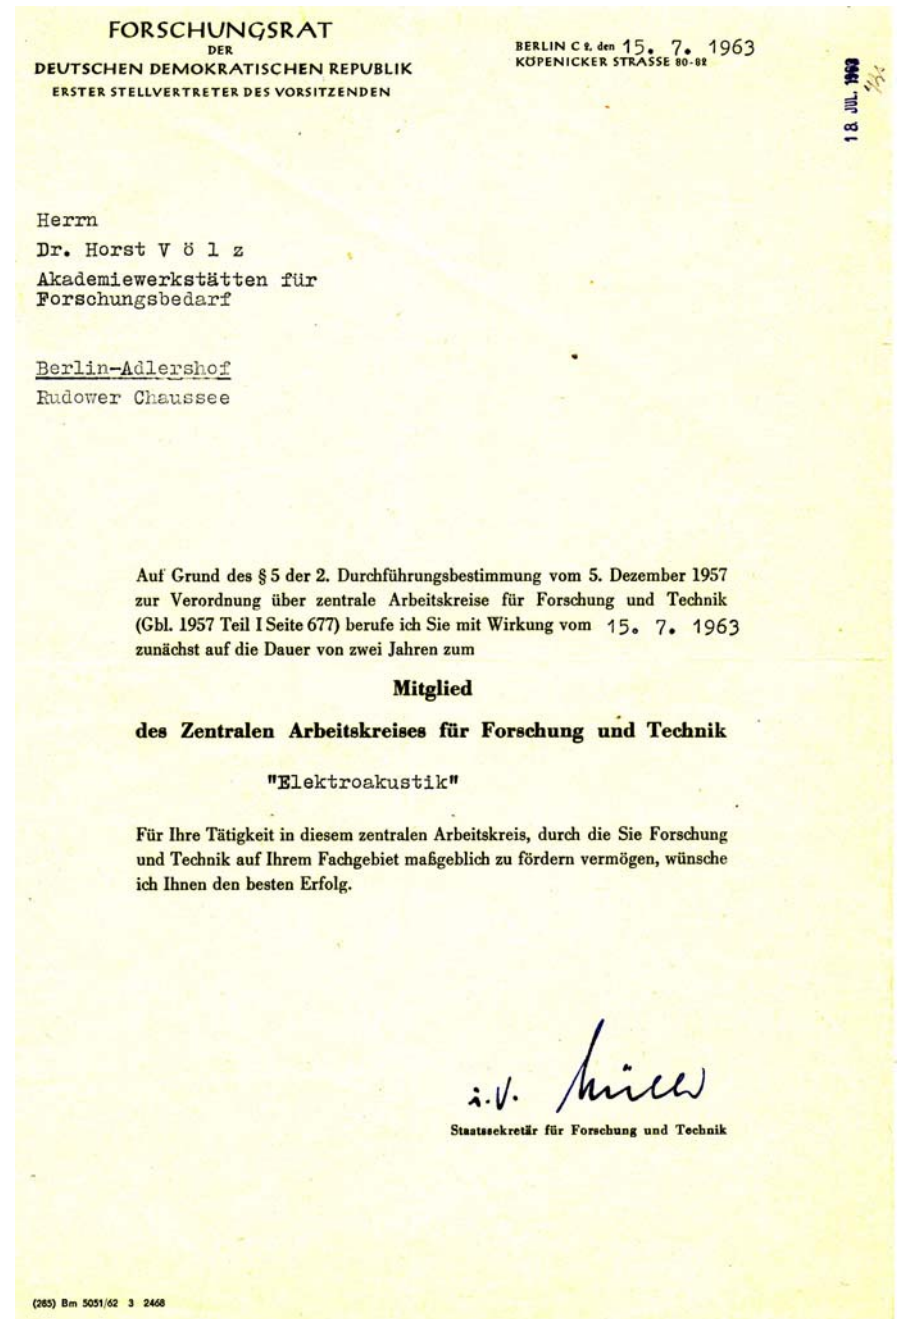 FORSCHUNGSRAT
DER
DEUTSCHEN DEMOKRATISCHEN REPUBLIK
ERSTER STELLVERTRETER DES VORSITZENDEN
BERLIN C 2, den 15. 7. 1963
KÖPENICKER STRASSE 80-82
18. JUL. 1963
Herrn
Dr. Horst V ö l z
Akademiewerkstätten für
Forschungsbedarf
Berlin-Adlershof
Rudower Chaussee
Auf Grund des § 5 der 2. Durchführungsbestimmung vom 5. Dezember 1957
zur Verordnung über zentrale Arbeitskreise für Forschung und Technik
(Gbl. 1957 Teil I Seite 677) berufe ich Sie mit Wirkung vom 15. 7. 1963
zunächst auf die Dauer von zwei Jahren zum
Mitglied
des Zentralen Arbeitskreises für Forschung und Technik
"Elektroakustik"
Für Ihre Tätigkeit in diesem zentralen Arbeitskreis, durch die Sie Forschung
und Technik auf Ihrem Fachgebiet maßgeblich zu fördern vermögen, wünsche
ich Ihnen den besten Erfolg.
i.V. Müller
Staatssekretär für Forschung und Technik
(285) Bm 5051/62 3 2468